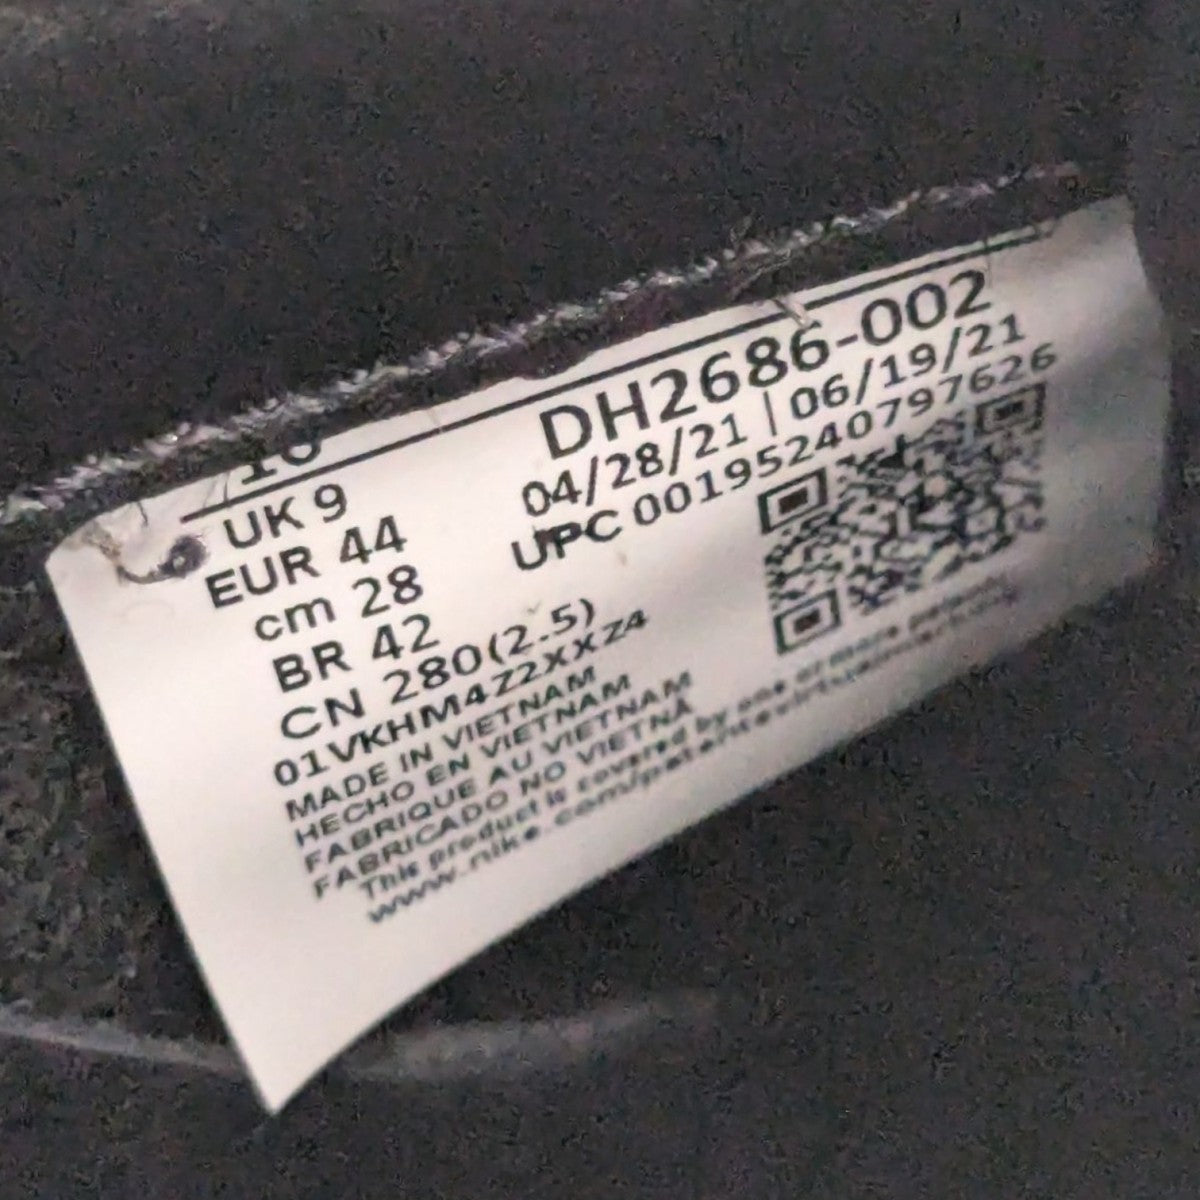 10
UK 9
EUR 44
cm 28
BR 42
CN 280(2.5)
01VKHM4Z2XXZ4
MADE IN VIETNAM
HECHO EN VIETNAM
FABRIQUE AU VIETNAM
FABRICADO NO VIETNÃ
This product is covered by one or more patents.
www.nike.com/patentsvirtualmarking
DH2686-002
04/28/21 | 06/19/21
UPC 00195240797626